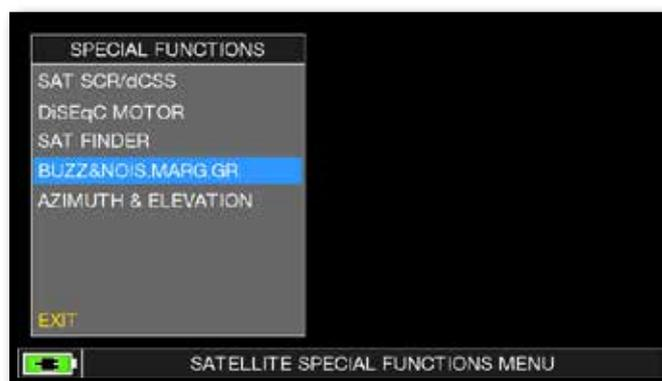 SPECIAL FUNCTIONS
SAT SCR/dCSS
DiSEqC MOTOR
SAT FINDER
BUZZ&NOIS.MARG.GR
AZIMUTH & ELEVATION
EXIT
SATELLITE SPECIAL FUNCTIONS MENU